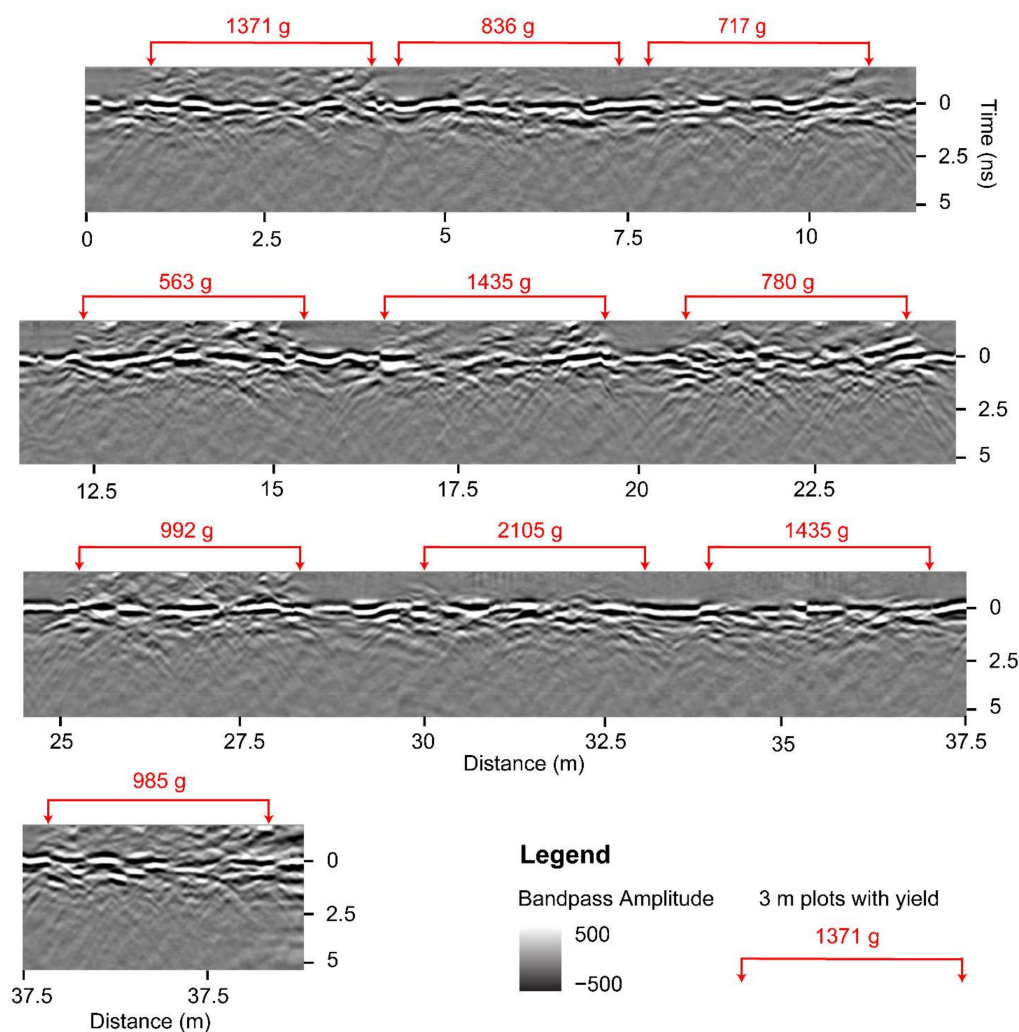 1371 g 836 g 717 g
0
2.5
5
Time (ns)
0 2.5 5 7.5 10
563 g 1435 g 780 g
0
2.5
5
12.5 15 17.5 20 22.5
992 g 2105 g 1435 g
0
2.5
5
25 27.5 30 32.5 35 37.5
Distance (m)
985 g
0
2.5
5
37.5 37.5
Distance (m)
Legend
Bandpass Amplitude 3 m plots with yield
500
−500
1371 g